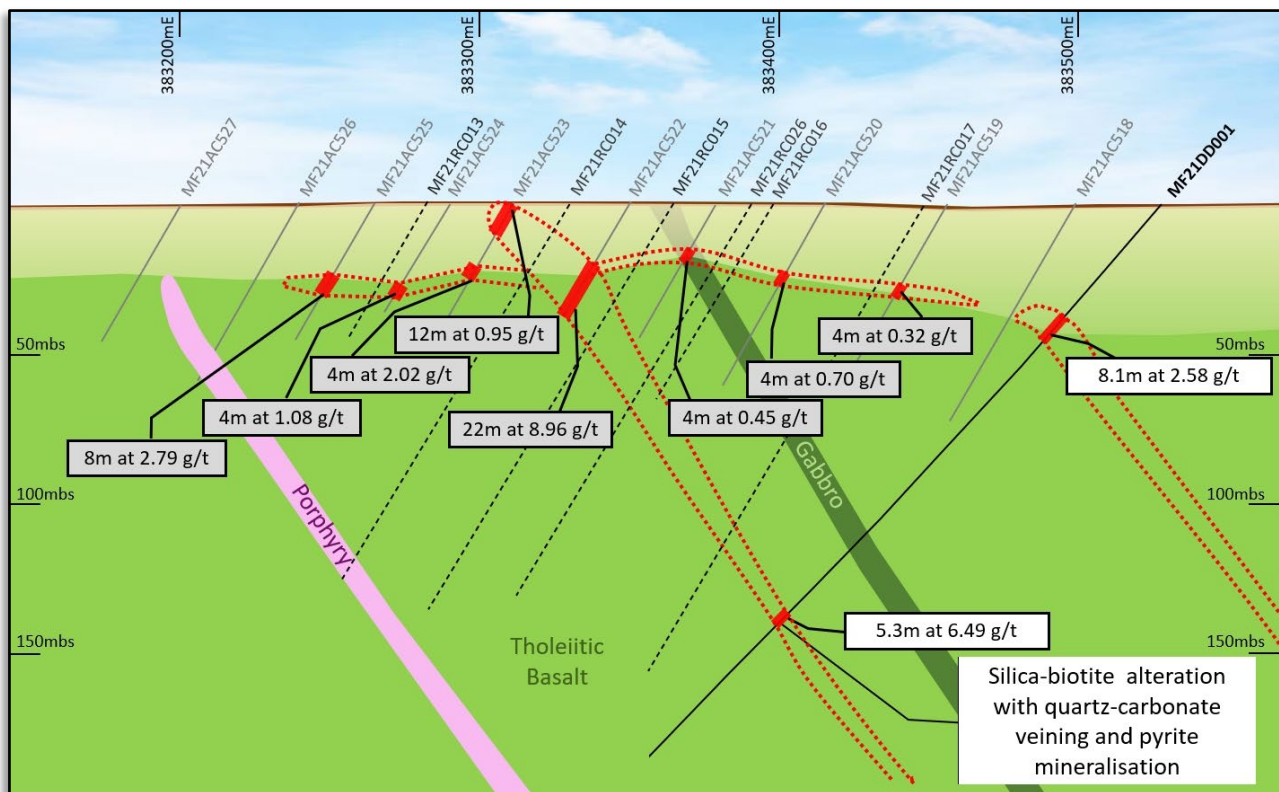 383200mE
383300mE
383400mE
383500mE
MF21AC527
MF21AC526
MF21AC525
MF21RC013
MF21AC524
MF21AC523
MF21RC014
MF21AC522
MF21RC015
MF21AC521
MF21RC026
MF21RC016
MF21AC520
MF21RC017
MF21AC519
MF21AC518
MF21DD001
50mbs
50mbs
12m at 0.95 g/t
4m at 0.32 g/t
4m at 2.02 g/t
4m at 0.70 g/t
8.1m at 2.58 g/t
4m at 1.08 g/t
22m at 8.96 g/t
4m at 0.45 g/t
8m at 2.79 g/t
Gabbro
100mbs
100mbs
Porphyry
5.3m at 6.49 g/t
150mbs
150mbs
Tholeiitic
Basalt
Silica-biotite alteration
with quartz-carbonate
veining and pyrite
mineralisation